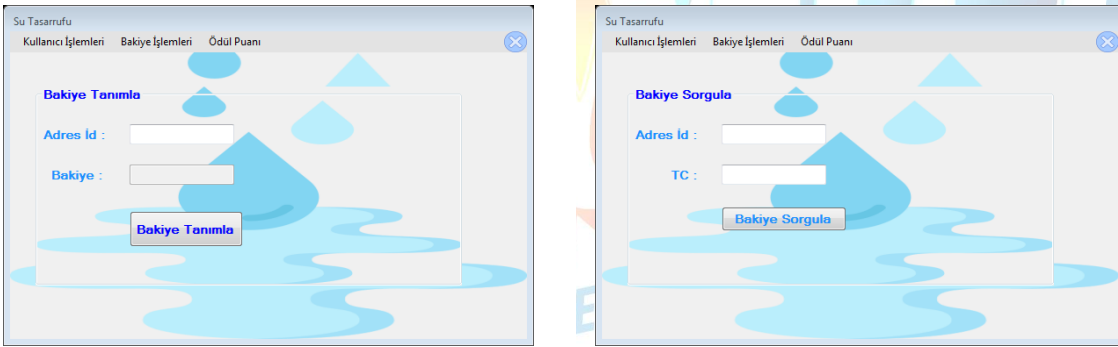 Su Tasarrufu
Kullanıcı İşlemleri Bakiye İşlemleri Ödül Puanı
Bakiye Tanımla
Adres İd :
Bakiye :
Bakiye Tanımla
Su Tasarrufu
Kullanıcı İşlemleri Bakiye İşlemleri Ödül Puanı
Bakiye Sorgula
Adres İd :
TC :
Bakiye Sorgula